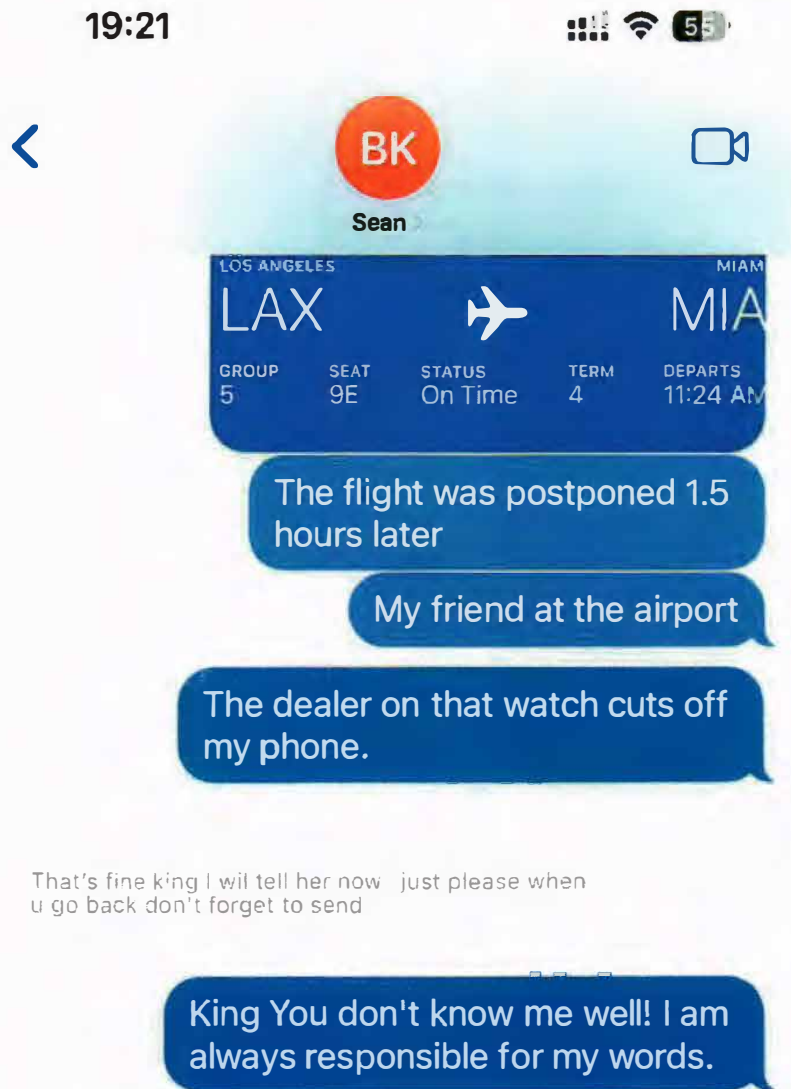 19:21
55
BK
Sean
LOS ANGELES
MIAM
LAX
MIA
GROUP SEAT STATUS TERM DEPARTS
5 9E On Time 4 11:24 AM
The flight was postponed 1.5
hours later
My friend at the airport
The dealer on that watch cuts off
my phone.
That's fine king I wil tell her now just please when
u go back don't forget to send
King You don't know me well! I am
always responsible for my words.